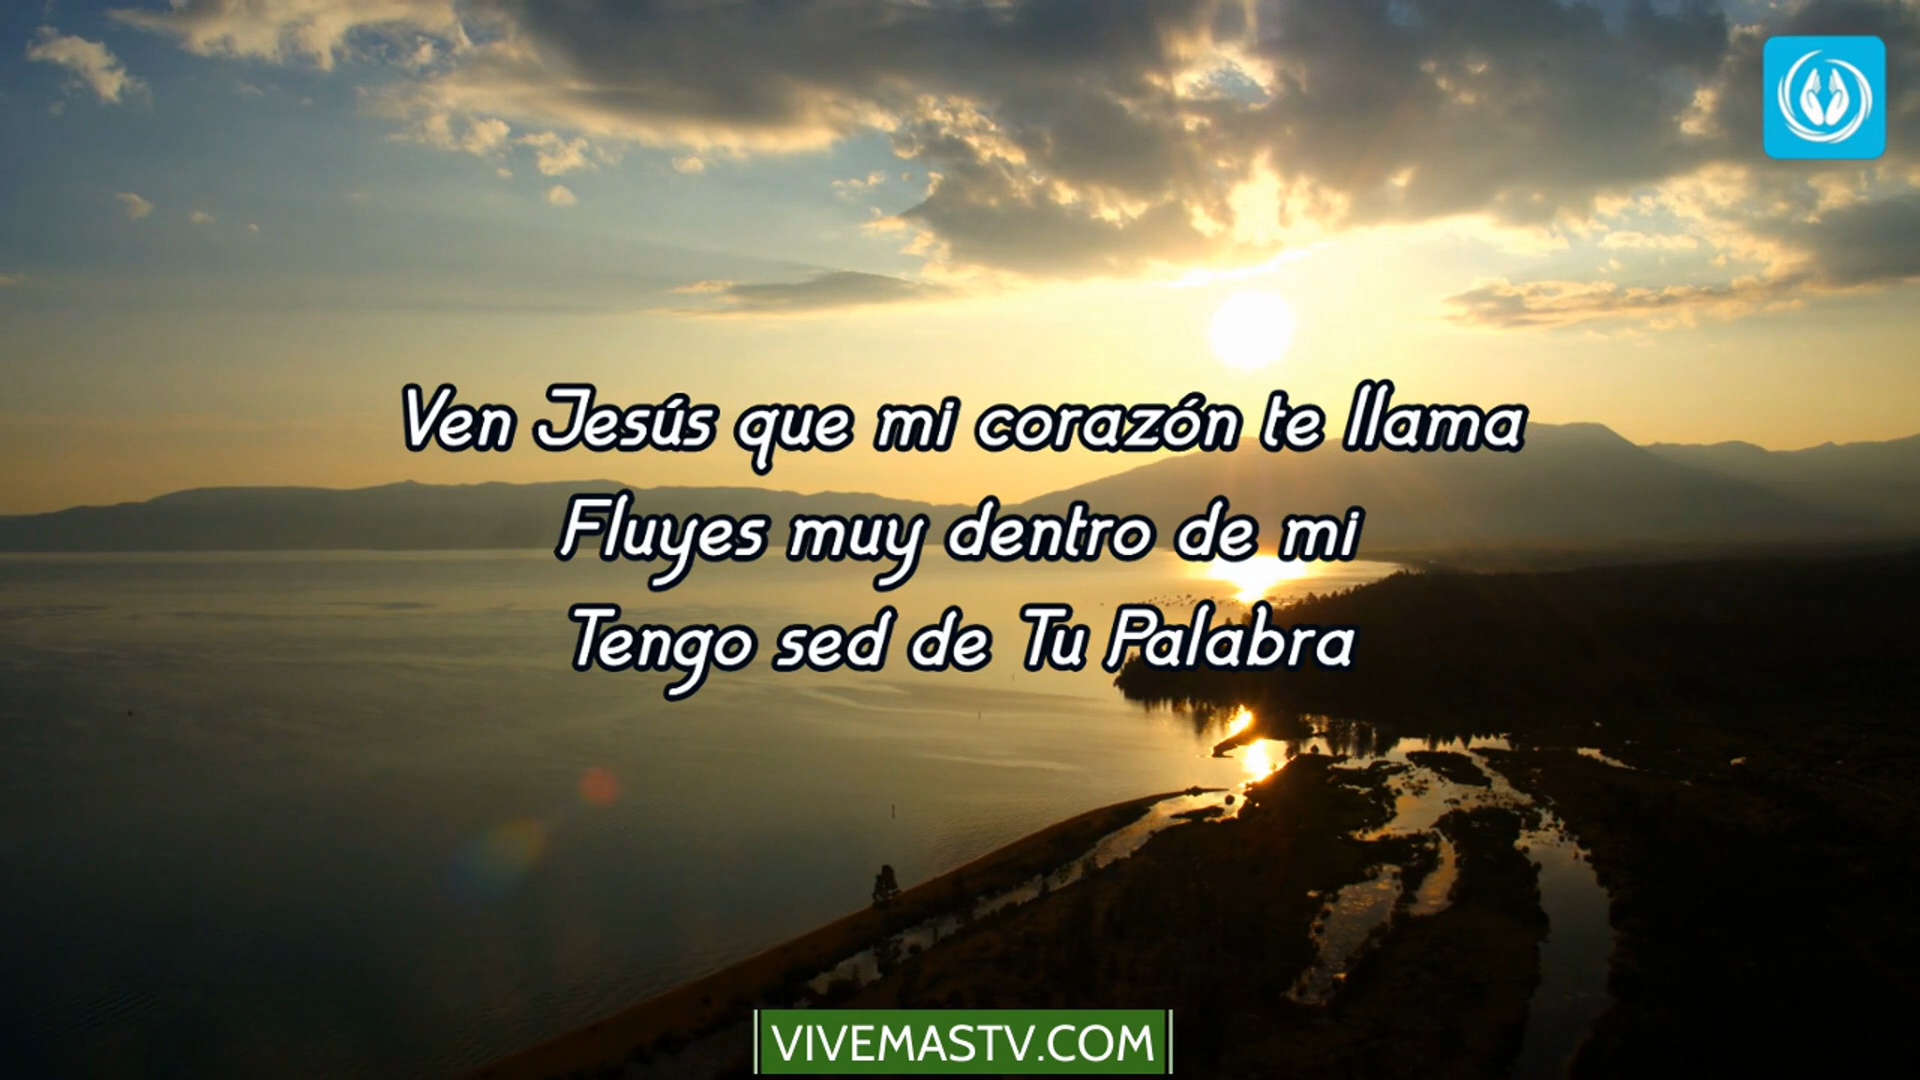 Ven Jesús que mi corazón te llama
Fluyes muy dentro de mi
Tengo sed de Tu Palabra
VIVEMASTV.COM